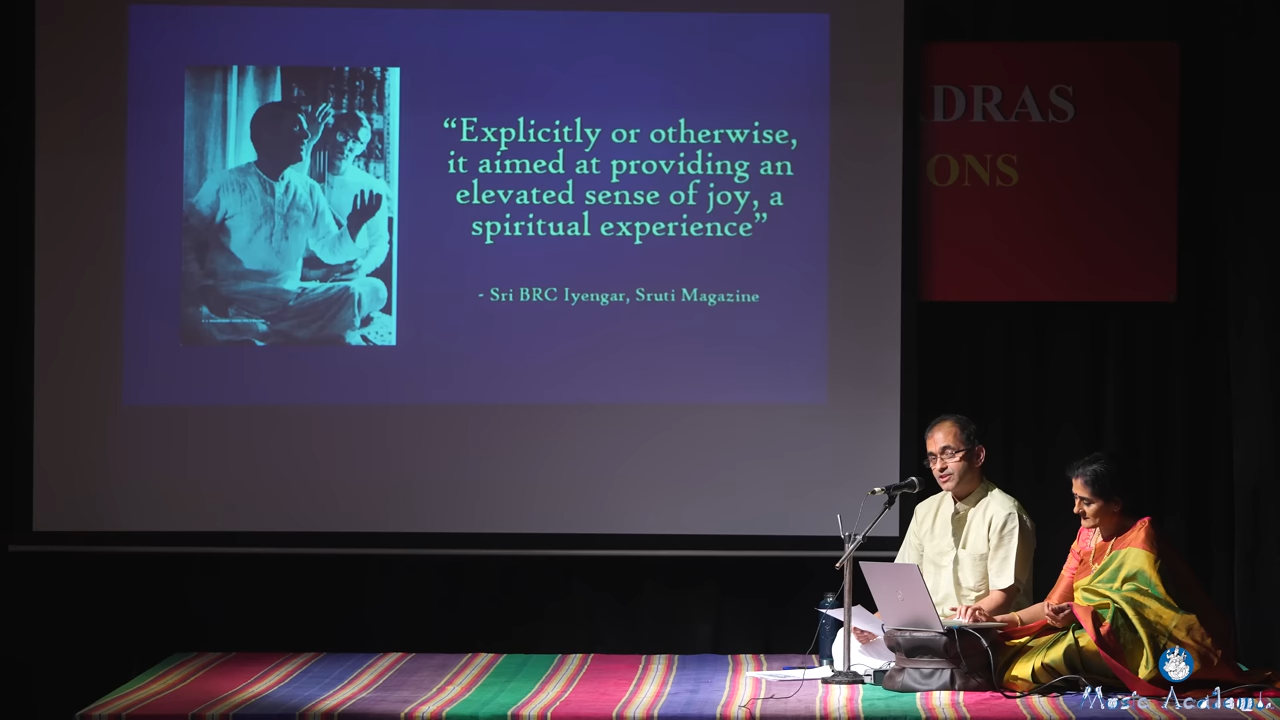 “Explicitly or otherwise,
it aimed at providing an
elevated sense of joy, a
spiritual experience”
- Sri BRC Iyengar, Sruti Magazine
DRAS
ONS
Music Academy